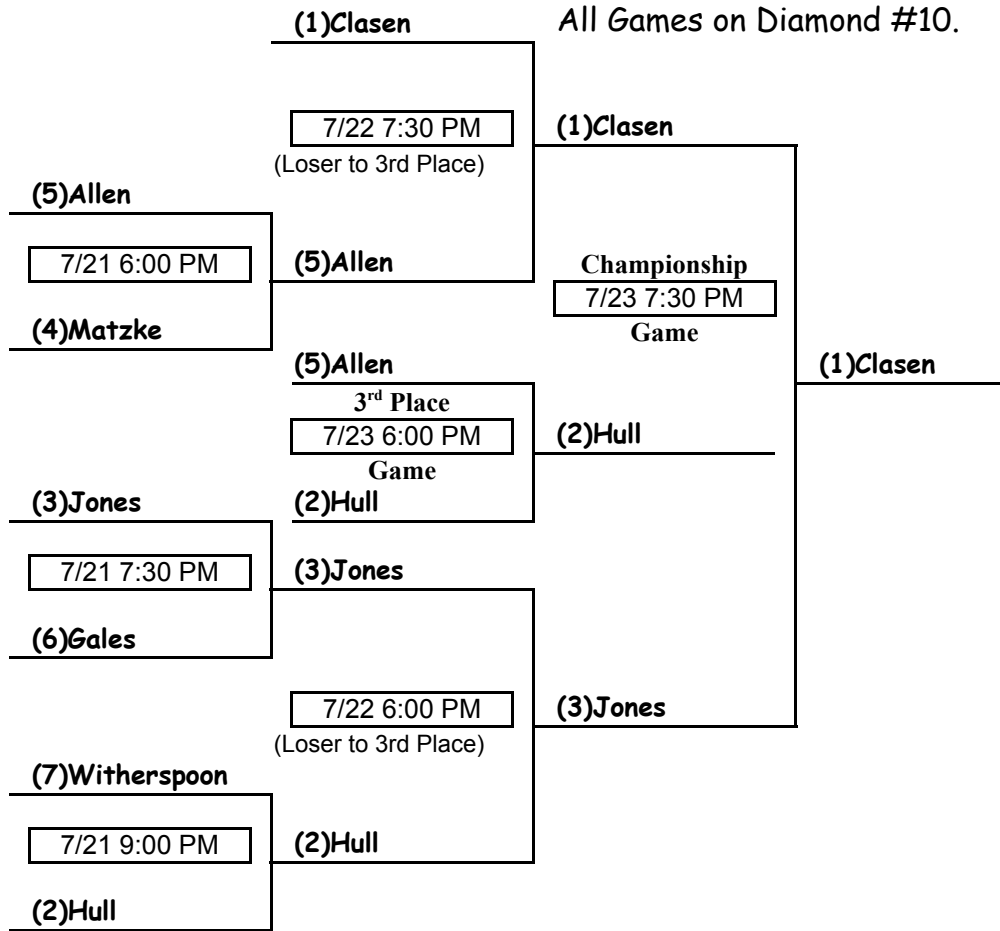 (1)Clasen
All Games on Diamond #10.
7/22 7:30 PM
(Loser to 3rd Place)
(1)Clasen
(5)Allen
7/21 6:00 PM
(5)Allen
(4)Matzke
Championship
7/23 7:30 PM
Game
(5)Allen
3rd Place
7/23 6:00 PM
Game
(2)Hull
(2)Hull
(1)Clasen
(3)Jones
7/21 7:30 PM
(3)Jones
(6)Gales
7/22 6:00 PM
(Loser to 3rd Place)
(3)Jones
(7)Witherspoon
7/21 9:00 PM
(2)Hull
(2)Hull